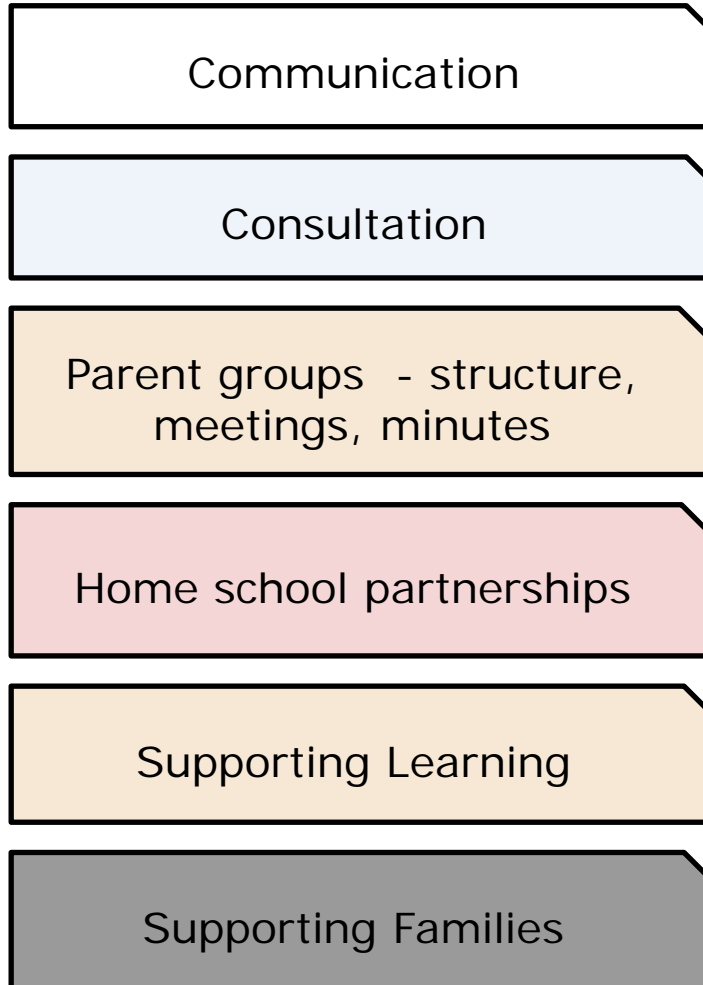 Communication
Consultation
Parent groups  - structure,
meetings, minutes
Home school partnerships
Supporting Learning
Supporting Families